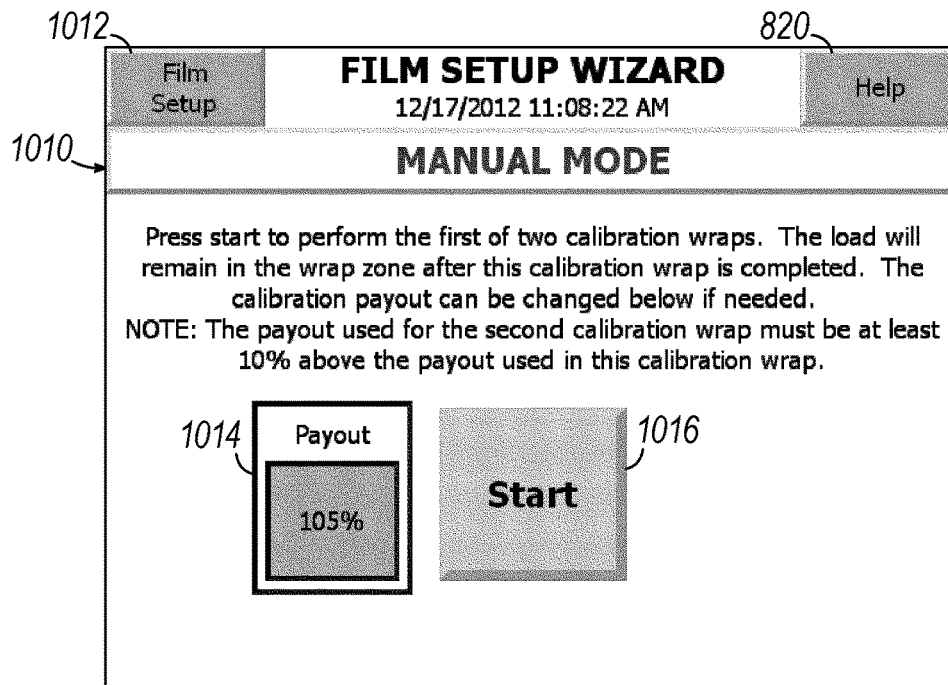 1012
820
Film
Setup
FILM SETUP WIZARD
12/17/2012 11:08:22 AM
Help
1010
MANUAL MODE
Press start to perform the first of two calibration wraps. The load will
remain in the wrap zone after this calibration wrap is completed. The
calibration payout can be changed below if needed.
NOTE: The payout used for the second calibration wrap must be at least
10% above the payout used in this calibration wrap.
1014
Payout
105%
Start
1016